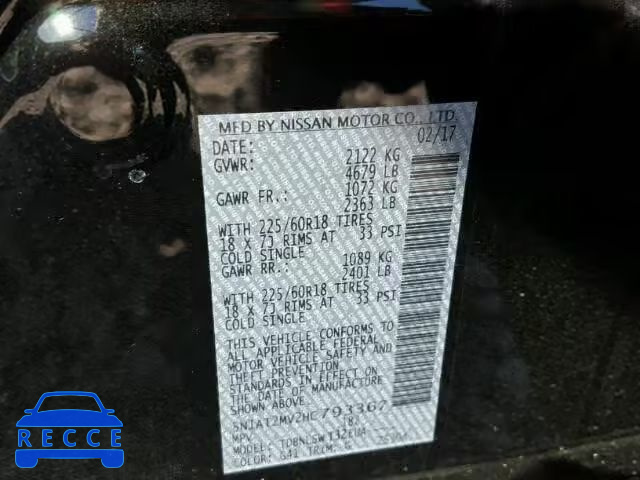 MFD BY NISSAN MOTOR CO., LTD.
DATE: 02/17
GVWR: 2122 KG
4679 LB
GAWR FR.: 1072 KG
2363 LB
WITH 225/60R18 TIRES
18 X 7J RIMS AT 33 PSI
COLD SINGLE
GAWR RR.: 1089 KG
2401 LB
WITH 225/60R18 TIRES
18 X 7J RIMS AT 33 PSI
COLD SINGLE
THIS VEHICLE CONFORMS TO
ALL APPLICABLE FEDERAL
MOTOR VEHICLE SAFETY AND
THEFT PREVENTION
STANDARDS IN EFFECT ON
THE DATE OF MANUFACTURE
SHOWN ABOVE.
5N1AT2MV2HC793367
MPV
MODEL:
COLOR: G41 TRIM: